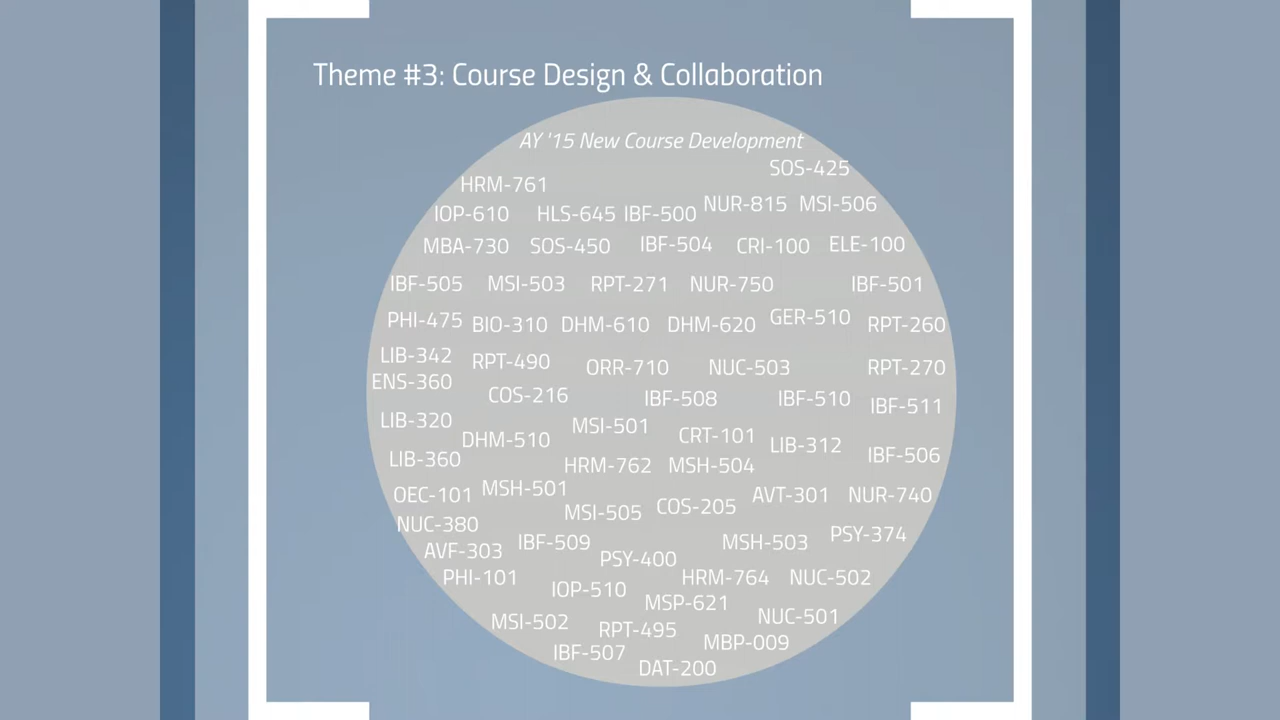 Theme #3: Course Design & Collaboration
AY '15 New Course Development
SOS-425
HRM-761
IOP-610 HLS-645 IBF-500 NUR-815 MSI-506
MBA-730 SOS-450 IBF-504 CRI-100 ELE-100
IBF-505 MSI-503 RPT-271 NUR-750 IBF-501
PHI-475 BIO-310 DHM-610 DHM-620 GER-510 RPT-260
LIB-342 RPT-490 ORR-710 NUC-503 RPT-270
ENS-360 COS-216 IBF-508 IBF-510 IBF-511
LIB-320 MSI-501 CRT-101
DHM-510 LIB-312 IBF-506
LIB-360 HRM-762 MSH-504
OEC-101 MSH-501 COS-205 AVT-301 NUR-740
MSI-505
NUC-380 IBF-509 MSH-503 PSY-374
AVF-303 PSY-400
PHI-101 IOP-510 HRM-764 NUC-502
MSP-621 NUC-501
MSI-502 RPT-495 MBP-009
IBF-507 DAT-200